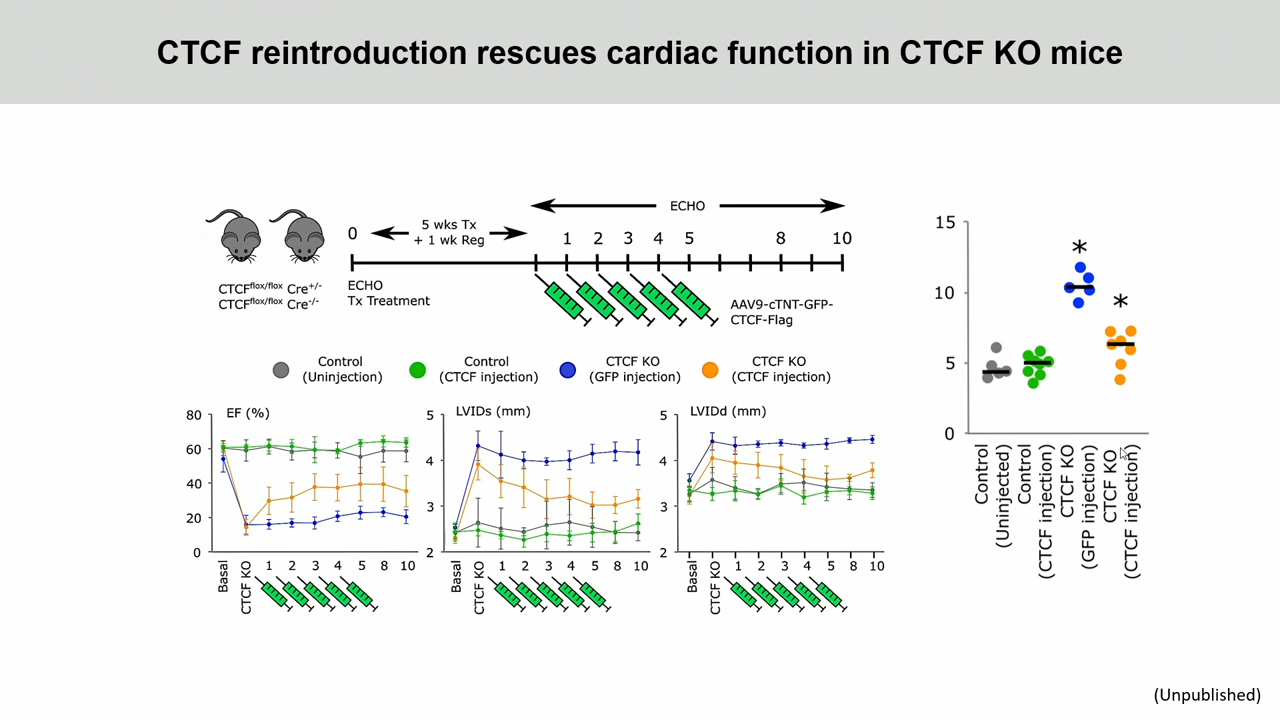 CTCF reintroduction rescues cardiac function in CTCF KO mice
ECHO
0
5 wks Tx
+ 1 wk Reg
1 2 3 4 5 8 10
CTCFflox/flox Cre+/-
CTCFflox/flox Cre-/-
ECHO
Tx Treatment
AAV9-cTNT-GFP-
CTCF-Flag
Control
(Uninjection)
Control
(CTCF injection)
CTCF KO
(GFP injection)
CTCF KO
(CTCF injection)
EF (%)
80
60
40
20
0
Basal CTCF KO 1 2 3 4 5 8 10
LVIDs (mm)
5
4
3
2
Basal CTCF KO 1 2 3 4 5 8 10
LVIDd (mm)
5
4
3
2
Basal CTCF KO 1 2 3 4 5 8 10
15
10
5
0
*
*
Control
(Uninjected)
Control
(CTCF injection)
CTCF KO
(GFP injection)
CTCF KO
(CTCF injection)
(Unpublished)